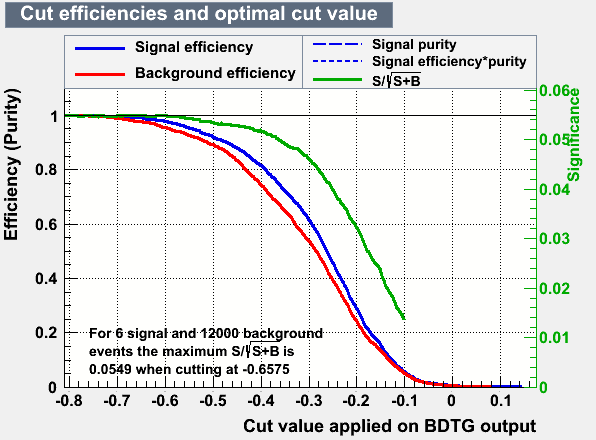 Cut efficiencies and optimal cut value
Signal efficiency
Background efficiency
Signal purity
Signal efficiency*purity
S/√S+B
Efficiency (Purity)
1
0.8
0.6
0.4
0.2
0
0.06
0.05
0.04
0.03
0.02
0.01
0
Significance
For 6 signal and 12000 background
events the maximum S/√S+B is
0.0549 when cutting at -0.6575
-0.8 -0.7 -0.6 -0.5 -0.4 -0.3 -0.2 -0.1 0 0.1
Cut value applied on BDTG output